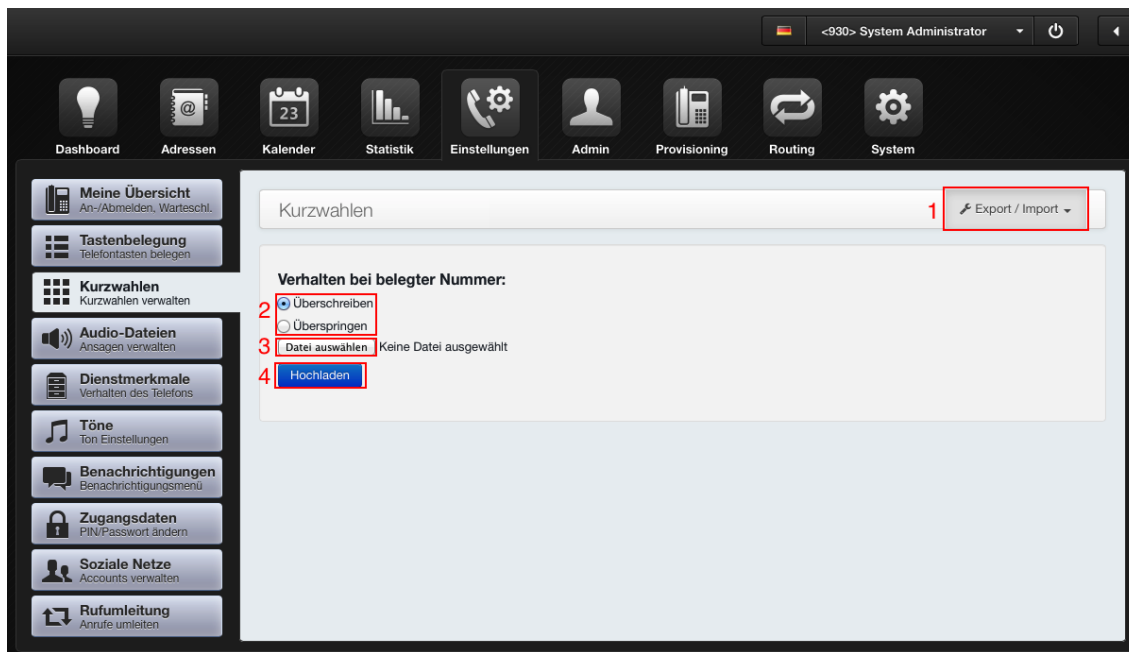 <930> System Administrator
23
Dashboard
Adressen
Kalender
Statistik
Einstellungen
Admin
Provisioning
Routing
System
Meine Übersicht
An-/Abmelden, Warteschl.
Tastenbelegung
Telefontasten belegen
Kurzwahlen
Kurzwahlen verwalten
Audio-Dateien
Ansagen verwalten
Dienstmerkmale
Verhalten des Telefons
Töne
Ton Einstellungen
Benachrichtigungen
Benachrichtigungsmenü
Zugangsdaten
PIN/Passwort ändern
Soziale Netze
Accounts verwalten
Rufumleitung
Anrufe umleiten
Kurzwahlen
1 Export / Import
Verhalten bei belegter Nummer:
2 Überschreiben
Überspringen
3 Datei auswählen Keine Datei ausgewählt
4 Hochladen